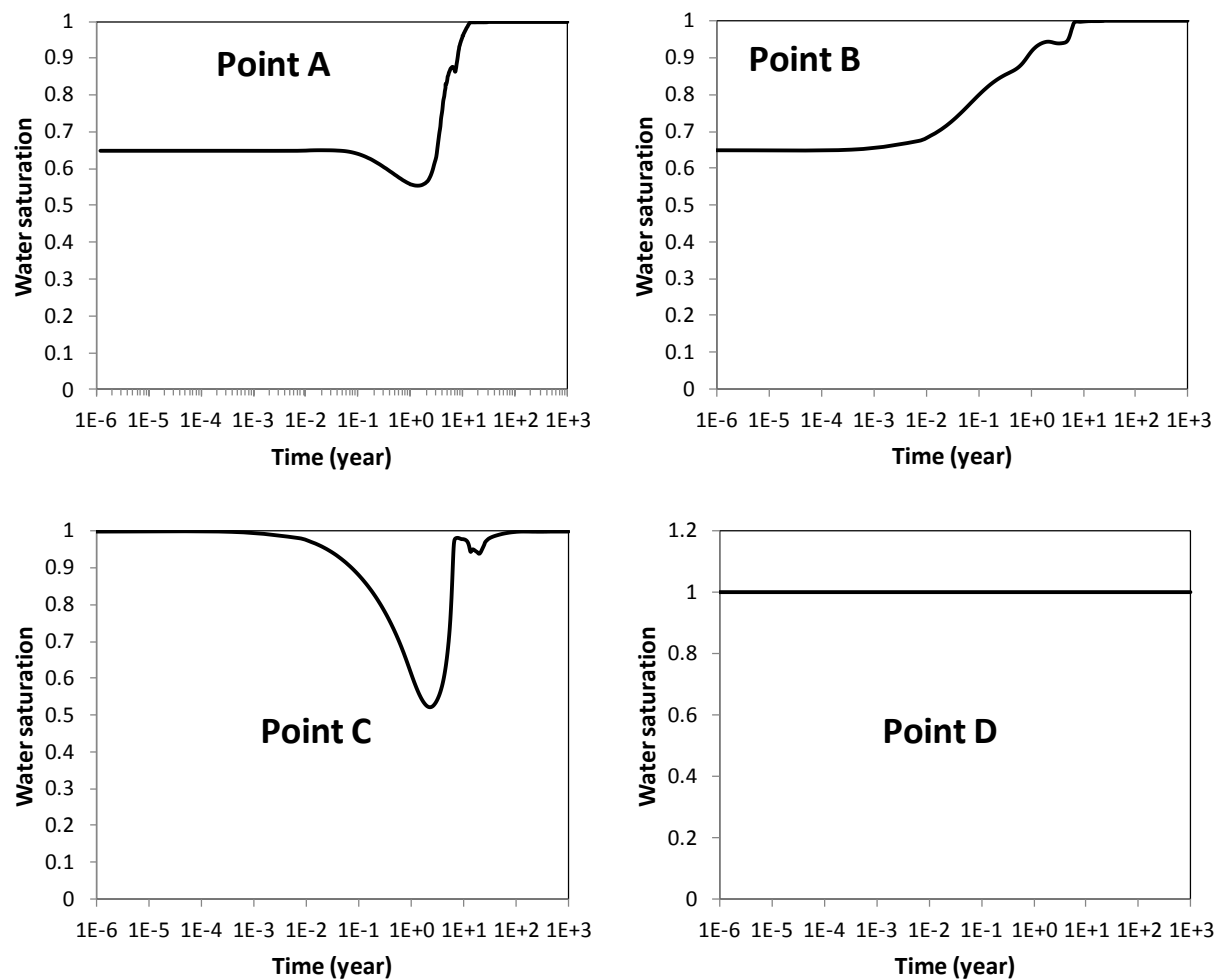 1
0.9
0.8
0.7
0.6
0.5
0.4
0.3
0.2
0.1
0
Water saturation
Point A
1E-6 1E-5 1E-4 1E-3 1E-2 1E-1 1E+0 1E+1 1E+2 1E+3
Time (year)
1
0.9
0.8
0.7
0.6
0.5
0.4
0.3
0.2
0.1
0
Water saturation
Point B
1E-6 1E-5 1E-4 1E-3 1E-2 1E-1 1E+0 1E+1 1E+2 1E+3
Time (year)
1
0.9
0.8
0.7
0.6
0.5
0.4
0.3
0.2
0.1
0
Water saturation
Point C
1E-6 1E-5 1E-4 1E-3 1E-2 1E-1 1E+0 1E+1 1E+2 1E+3
Time (year)
1.2
1
0.8
0.6
0.4
0.2
0
Water saturation
Point D
1E-6 1E-5 1E-4 1E-3 1E-2 1E-1 1E+0 1E+1 1E+2 1E+3
Time (year)